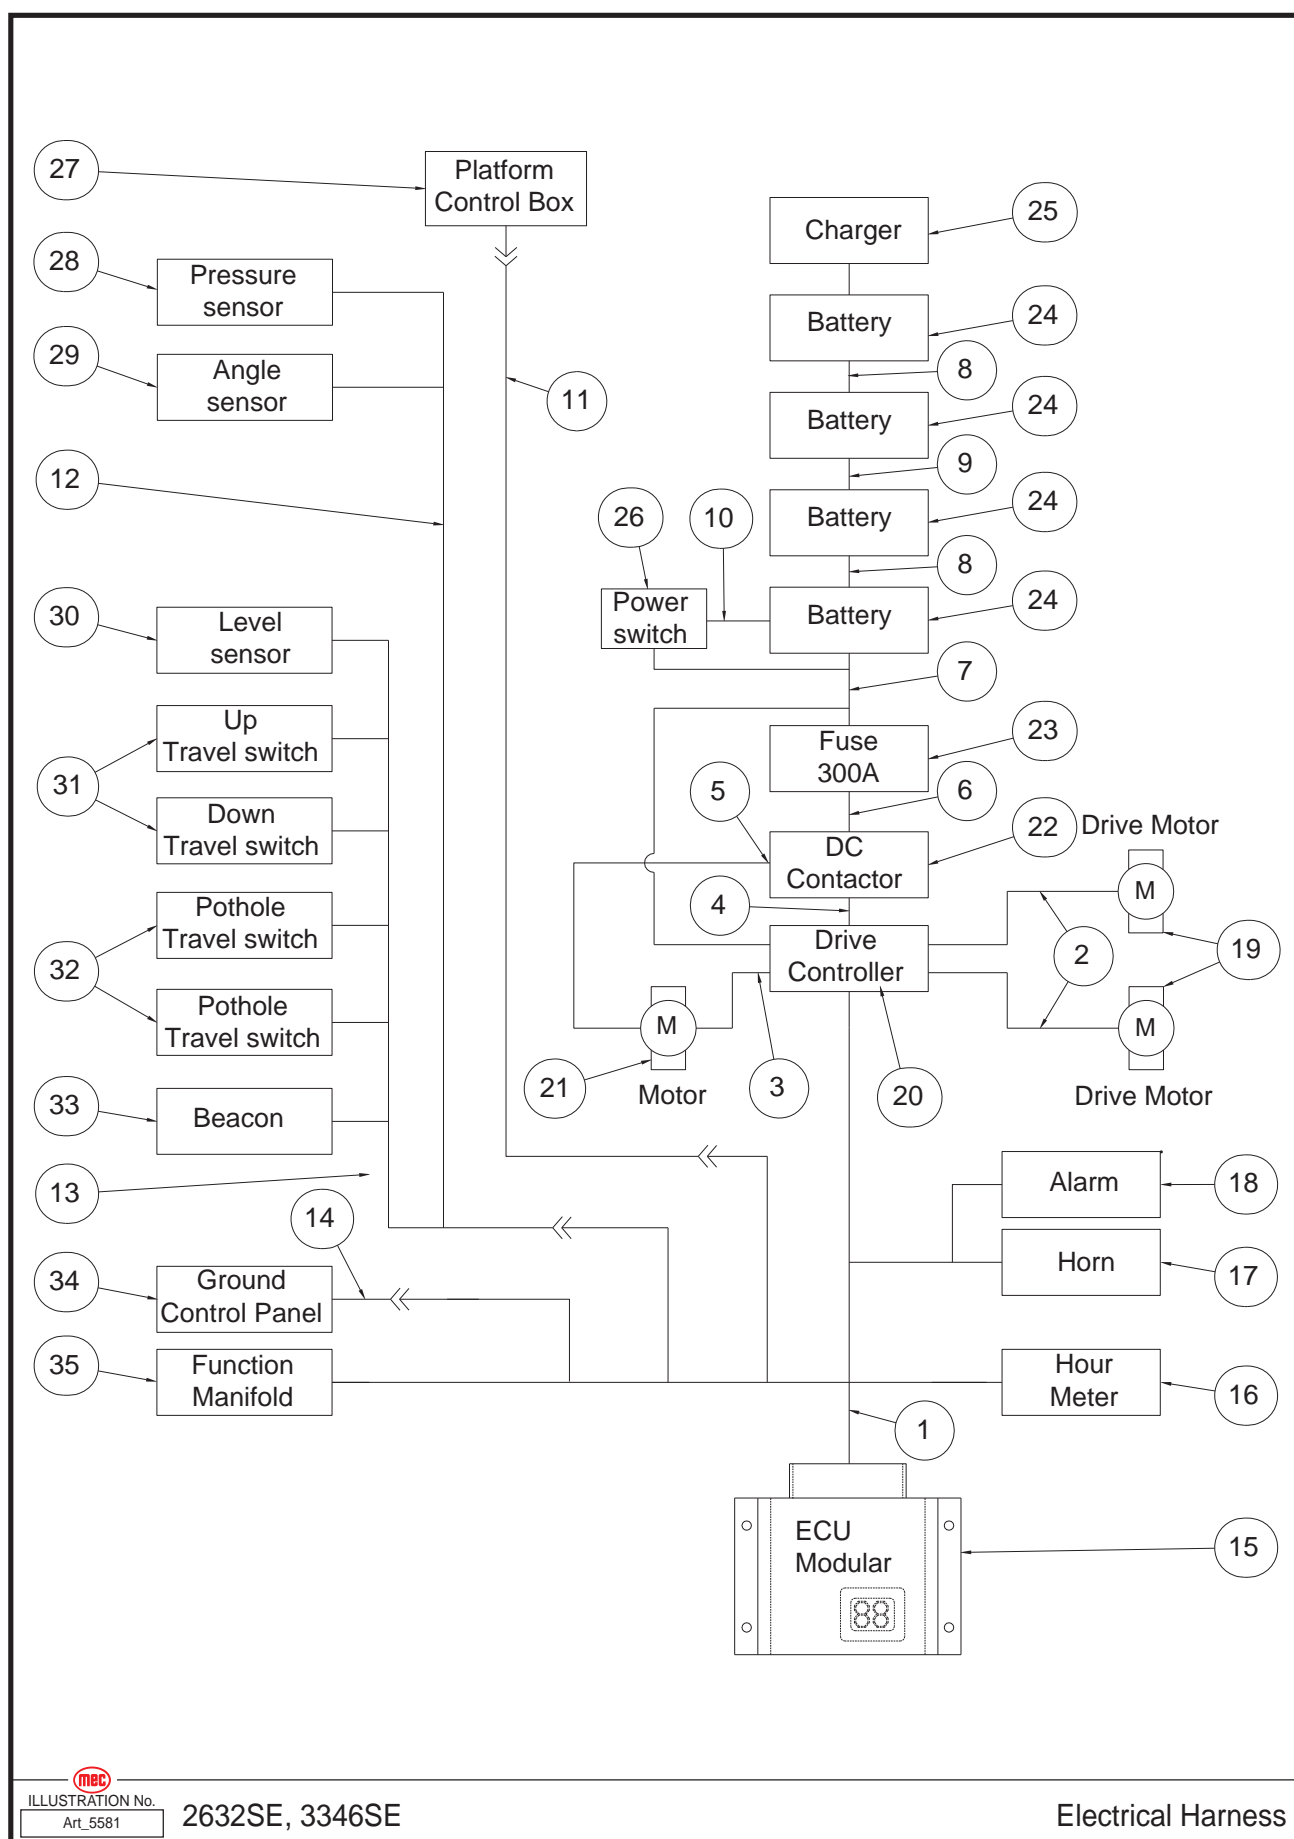 27
Platform
Control Box
25
Charger
28
Pressure
sensor
24
Battery
29
Angle
sensor
8
11
24
Battery
12
9
26
10
24
Battery
8
30
Level
sensor
Power
switch
24
Battery
7
31
Up
Travel switch
Fuse
300A
23
5
6
Down
Travel switch
DC
Contactor
22
Drive Motor
M
4
32
Pothole
Travel switch
Drive
Controller
2
19
Pothole
Travel switch
M
M
21
Motor
3
20
Drive Motor
33
Beacon
13
14
Alarm
18
34
Ground
Control Panel
Horn
17
35
Function
Manifold
Hour
Meter
16
1
ECU
Modular
88
15
mec
ILLUSTRATION No.
Art_5581
2632SE, 3346SE
Electrical Harness